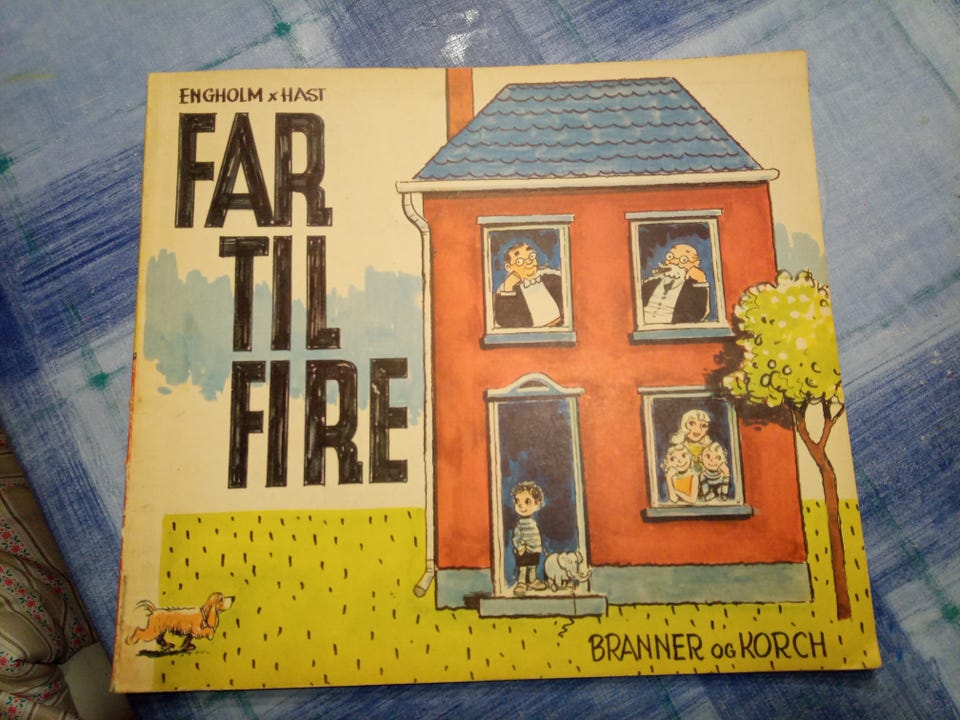 ENGHOLM x HAST
FAR
TIL
FIRE
BRANNER OG KORCH